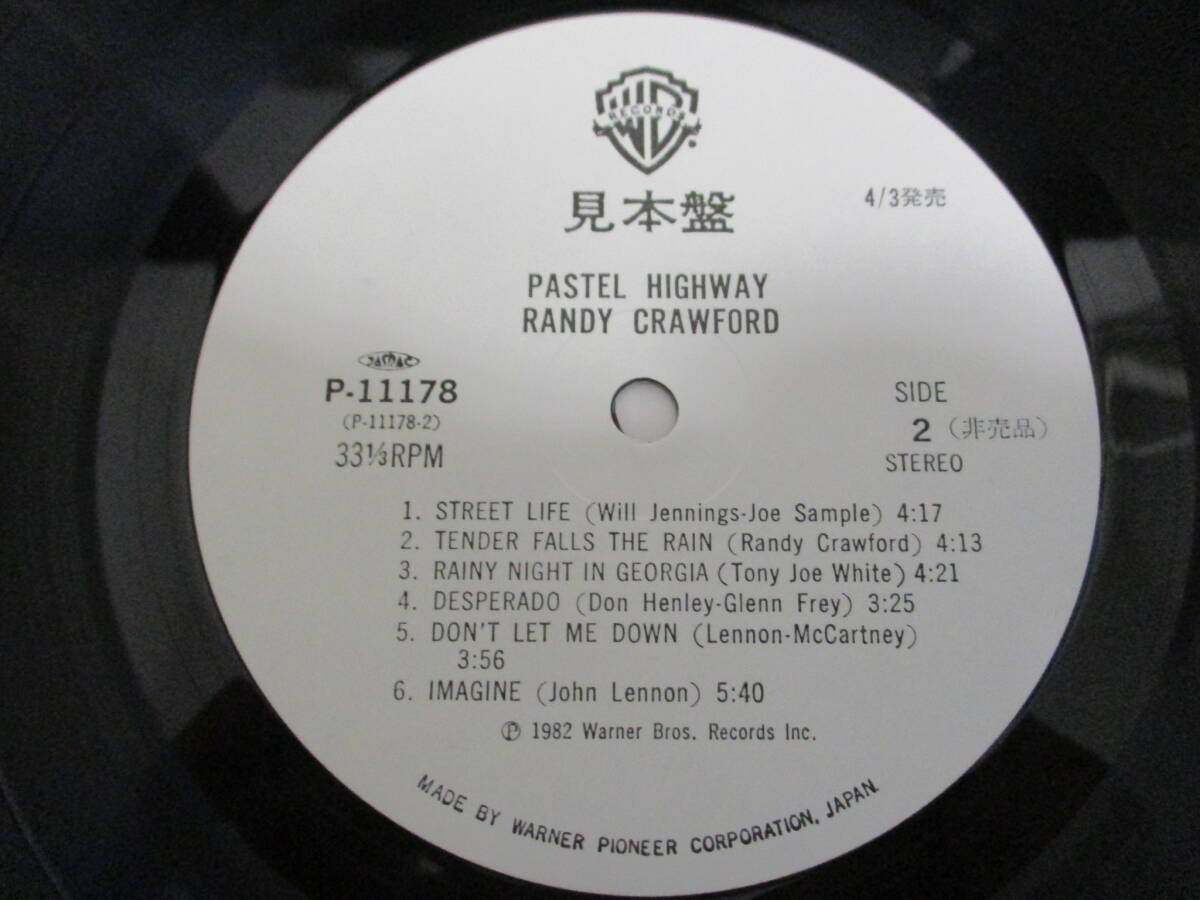 WB RECORDS
見本盤
4/3発売
PASTEL HIGHWAY
RANDY CRAWFORD
JASRAC
P-11178
(P-11178-2)
33⅓RPM
SIDE
2 (非売品)
STEREO
1. STREET LIFE (Will Jennings-Joe Sample) 4:17
2. TENDER FALLS THE RAIN (Randy Crawford) 4:13
3. RAINY NIGHT IN GEORGIA (Tony Joe White) 4:21
4. DESPERADO (Don Henley-Glenn Frey) 3:25
5. DON'T LET ME DOWN (Lennon-McCartney)
3:56
6. IMAGINE (John Lennon) 5:40
Ⓟ 1982 Warner Bros. Records Inc.
MADE BY WARNER PIONEER CORPORATION, JAPAN.